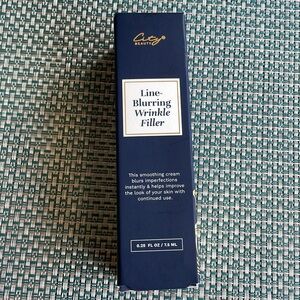 City
BEAUTY
Line-
Blurring
Wrinkle
Filler
This smoothing cream
blurs imperfections
instantly & helps improve
the look of your skin with
continued use.
0.25 FL OZ / 7.5 ML